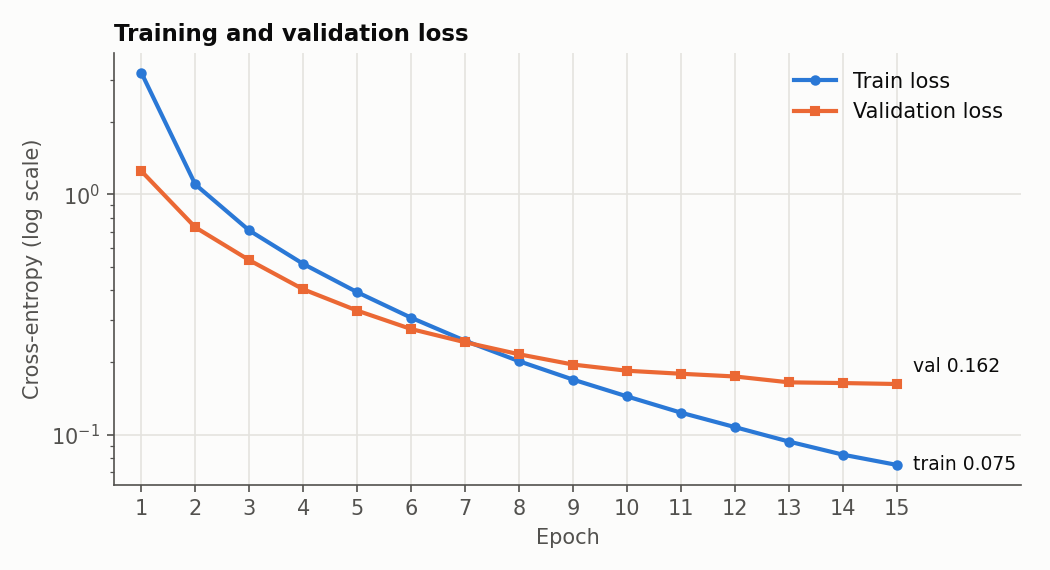 Training and validation loss
Train loss
Validation loss
Cross-entropy (log scale)
10⁰
10⁻¹
val 0.162
train 0.075
1 2 3 4 5 6 7 8 9 10 11 12 13 14 15
Epoch